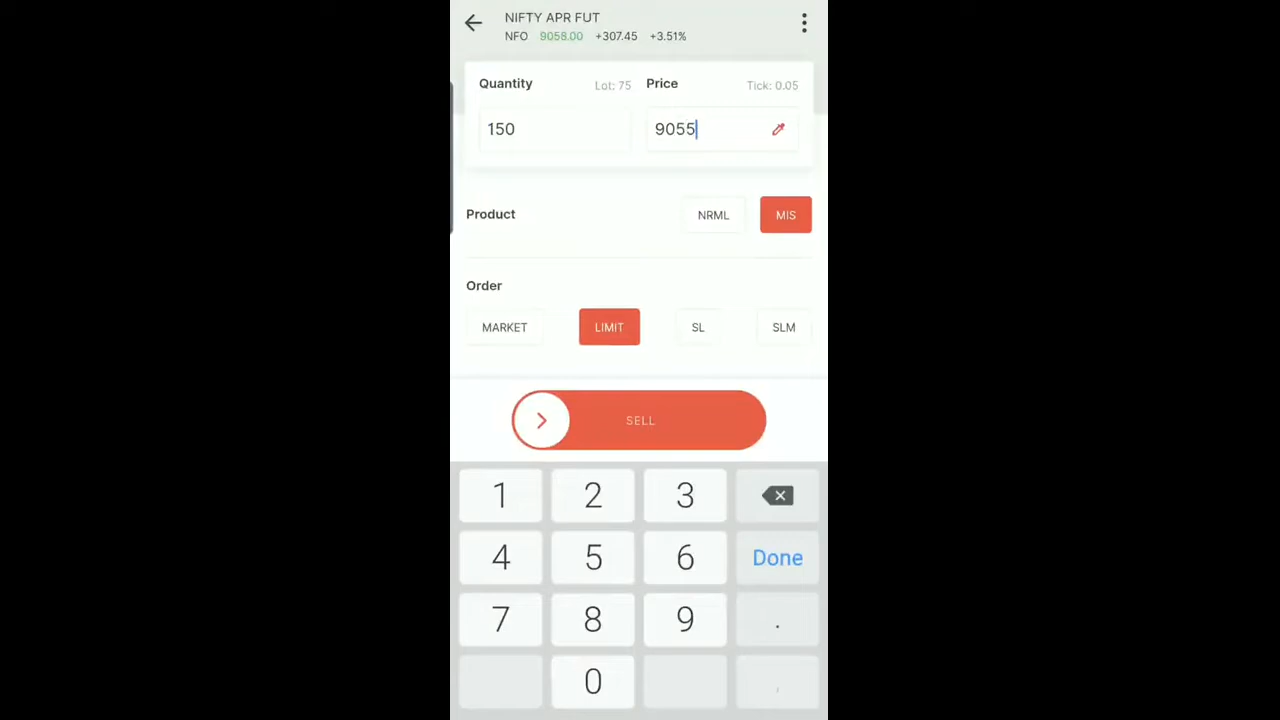 NIFTY APR FUT
NFO 9058.00 +307.45 +3.51%
Quantity Lot: 75 Price Tick: 0.05
150 9055
Product NRML MIS
Order
MARKET LIMIT SL SLM
SELL
1 2 3
4 5 6 Done
7 8 9 .
0 ,